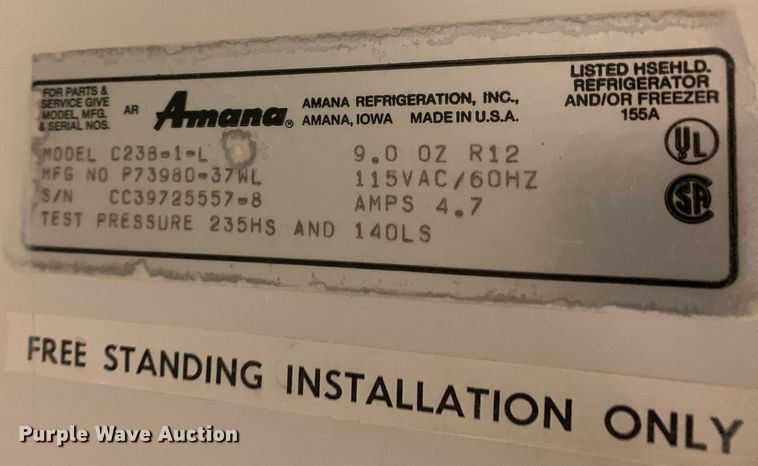 FOR PARTS &
SERVICE GIVE
MODEL, MFG.
& SERIAL NOS.
AR
Amana®
AMANA REFRIGERATION, INC.,
AMANA, IOWA MADE IN U.S.A.
LISTED HSEHLD.
REFRIGERATOR
AND/OR FREEZER
155A
UL
SA
MODEL C238-1-L
MFG NO P73980-37WL
S/N CC39725557-8
TEST PRESSURE 235HS AND 140LS
9.0 OZ R12
115VAC/60HZ
AMPS 4.7
FREE STANDING INSTALLATION ONLY
Purple Wave Auction